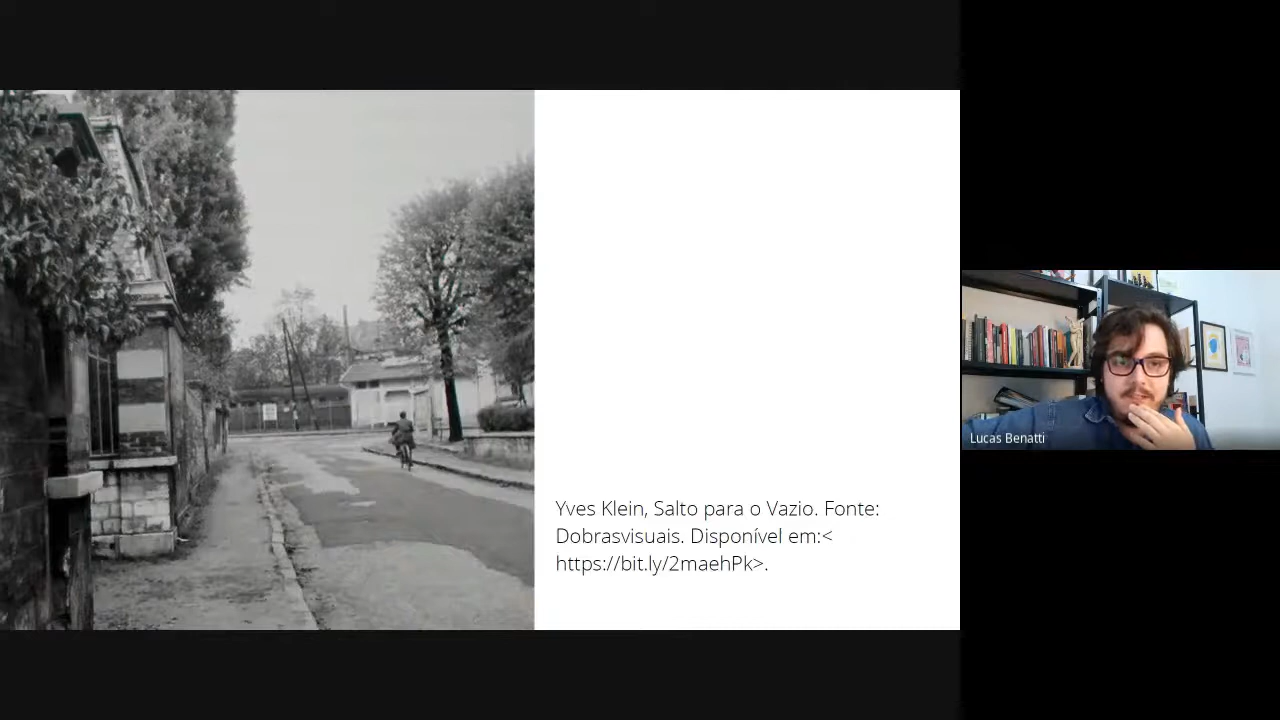 Yves Klein, Salto para o Vazio. Fonte:
Dobrasvisuais. Disponível em:<
https://bit.ly/2maehPk>.
Lucas Benatti